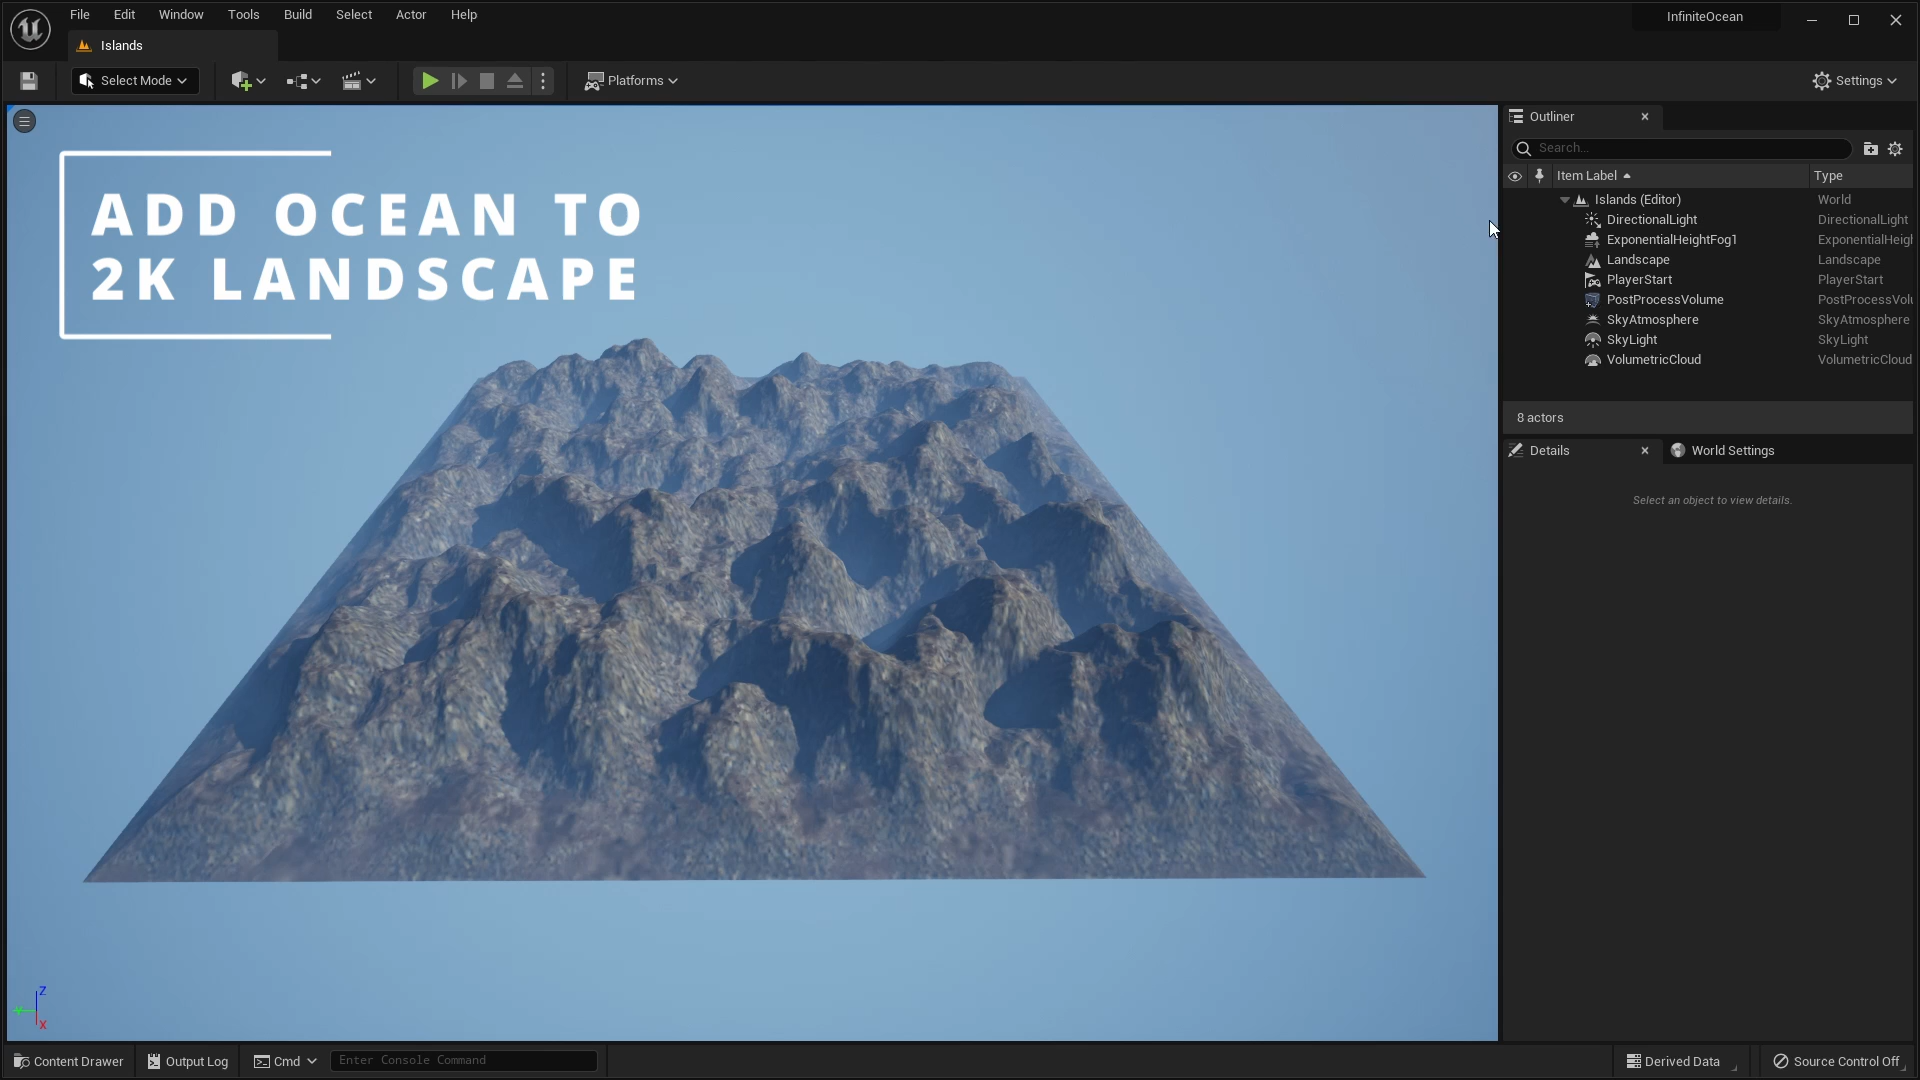 File Edit Window Tools Build Select Actor Help
InfiniteOcean
Islands
Select Mode
Platforms
Settings
ADD OCEAN TO
2K LANDSCAPE
Outliner
Search...
Item Label Type
Islands (Editor) World
DirectionalLight DirectionalLight
ExponentialHeightFog1 ExponentialHeigh
Landscape Landscape
PlayerStart PlayerStart
PostProcessVolume PostProcessVolu
SkyAtmosphere SkyAtmosphere
SkyLight SkyLight
VolumetricCloud VolumetricCloud
8 actors
Details World Settings
Select an object to view details.
Z
Y
X
Content Drawer Output Log Cmd Enter Console Command
Derived Data Source Control Off